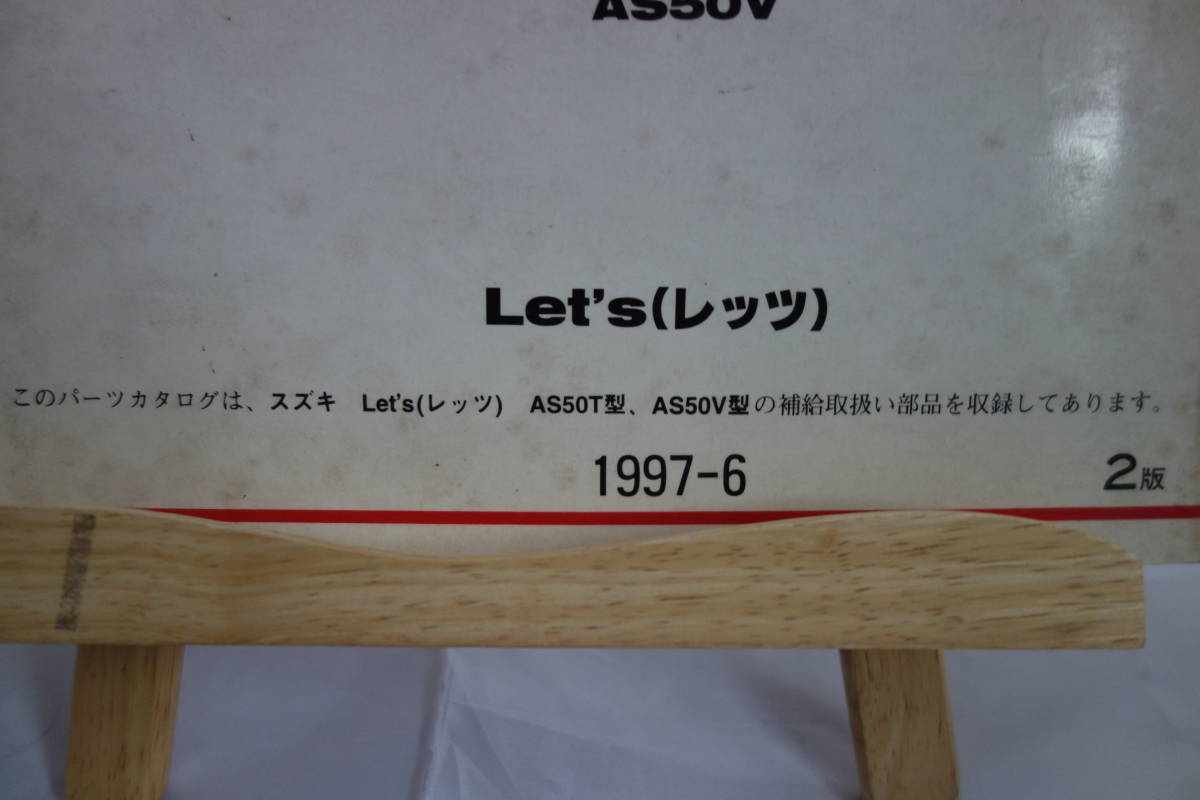 AS50V
Let's(レッツ)
このパーツカタログは、スズキ Let's(レッツ) AS50T型、AS50V型の補給取扱い部品を収録してあります。
1997-6 2版